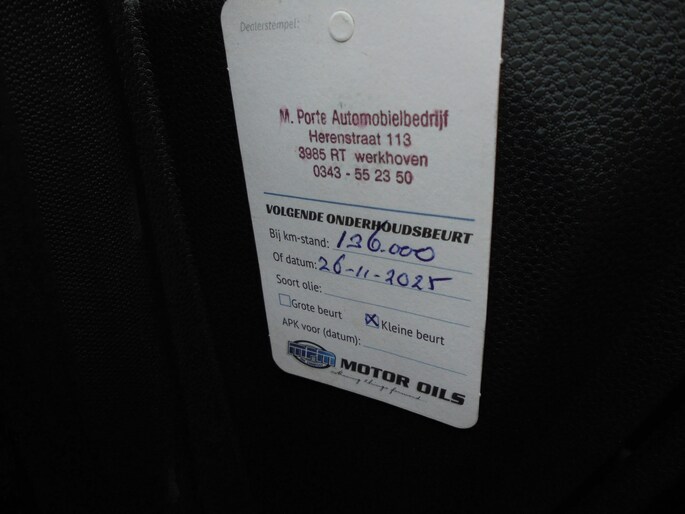 Dealerstempel:
M. Porte Automobielbedrijf
Herenstraat 113
3985 RT werkhoven
0343 - 55 23 50
VOLGENDE ONDERHOUDSBEURT
Bij km-stand: 136.000
Of datum: 26-11-2025
Soort olie:
Grote beurt Kleine beurt
APK voor (datum):
MOTOR OILS